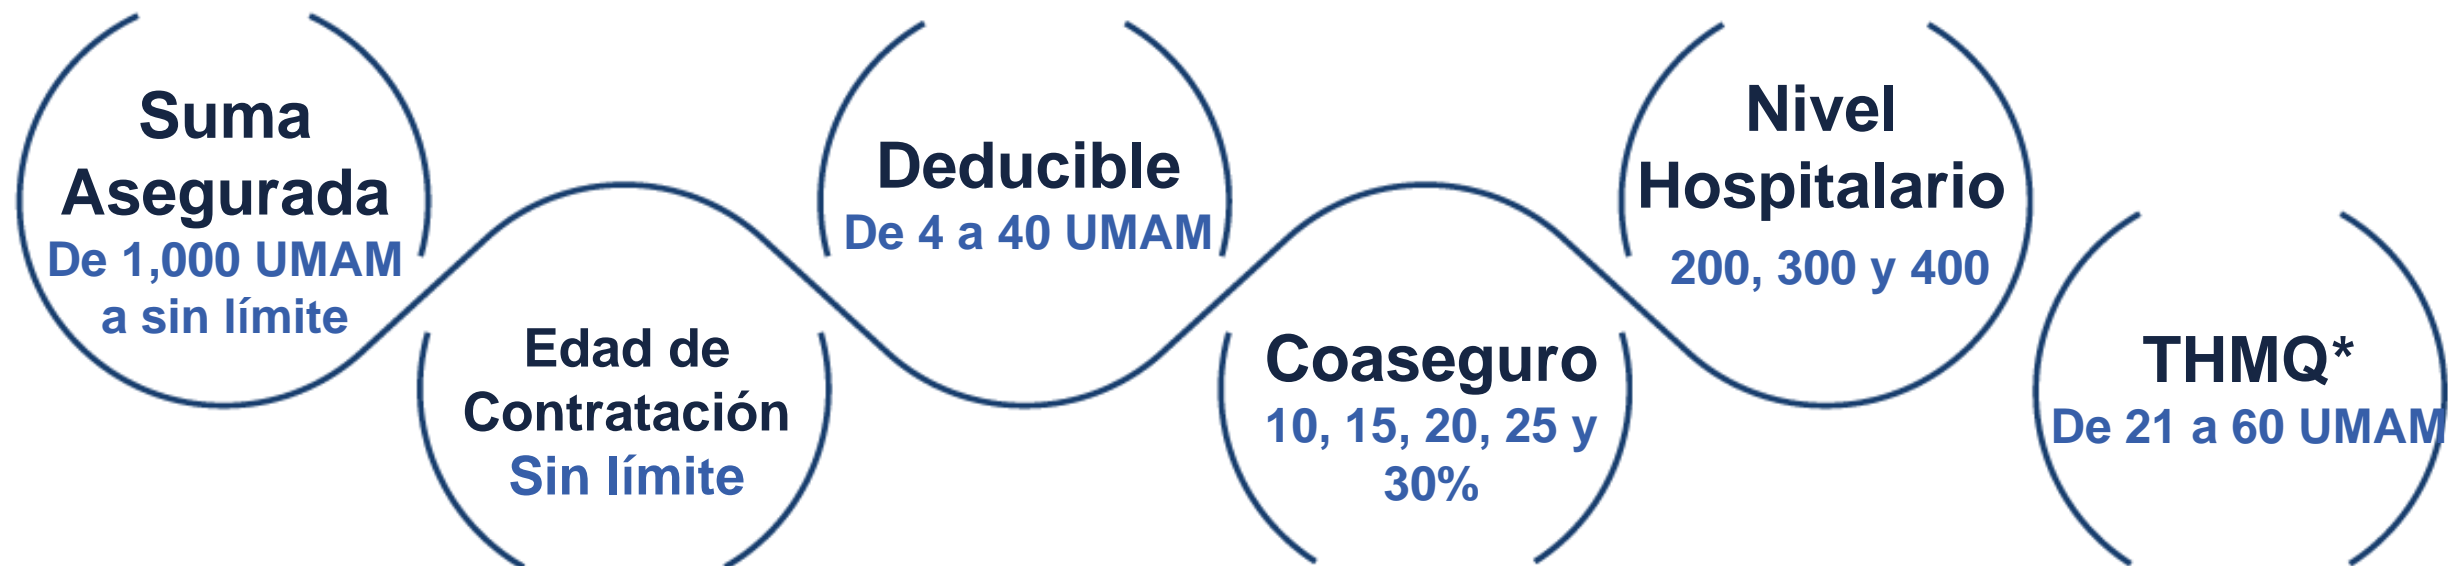 Suma
Asegurada
De 1,000 UMAM
a sin límite
Edad de
Contratación
Sin límite
Deducible
De 4 a 40 UMAM
Coaseguro
10, 15, 20, 25 y
30%
Nivel
Hospitalario
200, 300 y 400
THMQ*
De 21 a 60 UMAM